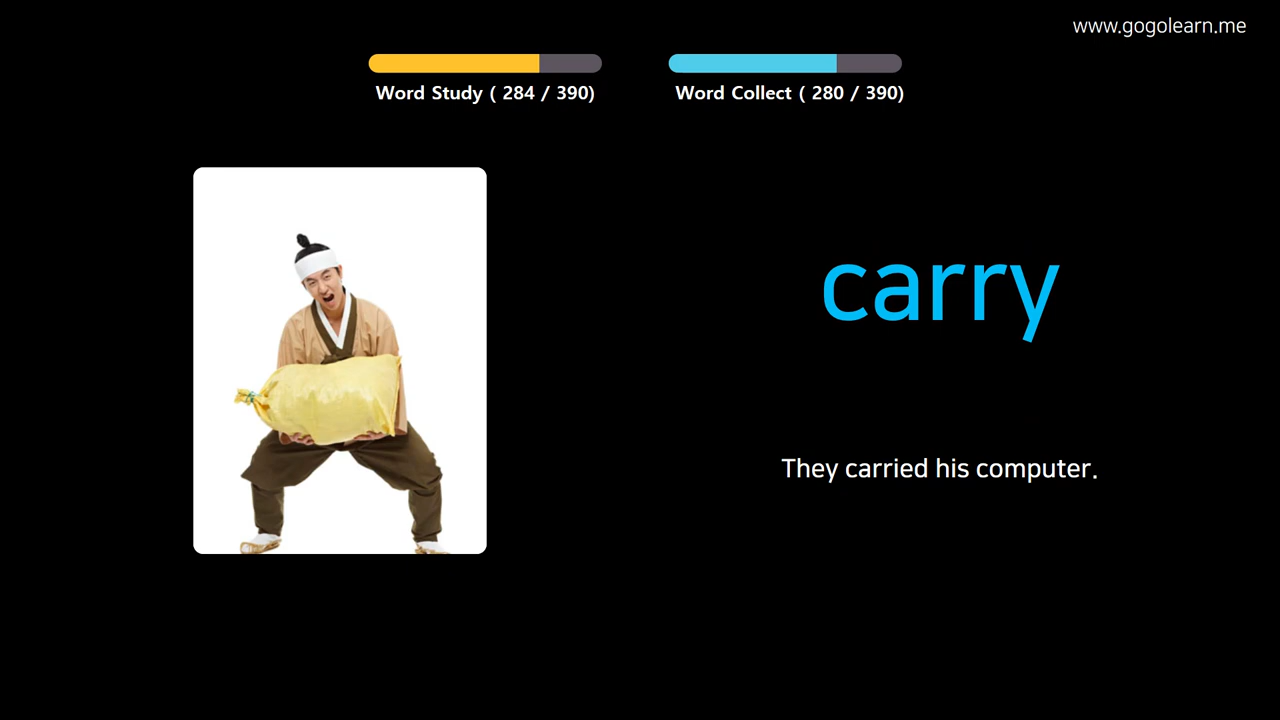 www.gogolearn.me
Word Study ( 284 / 390)
Word Collect ( 280 / 390)
carry
They carried his computer.